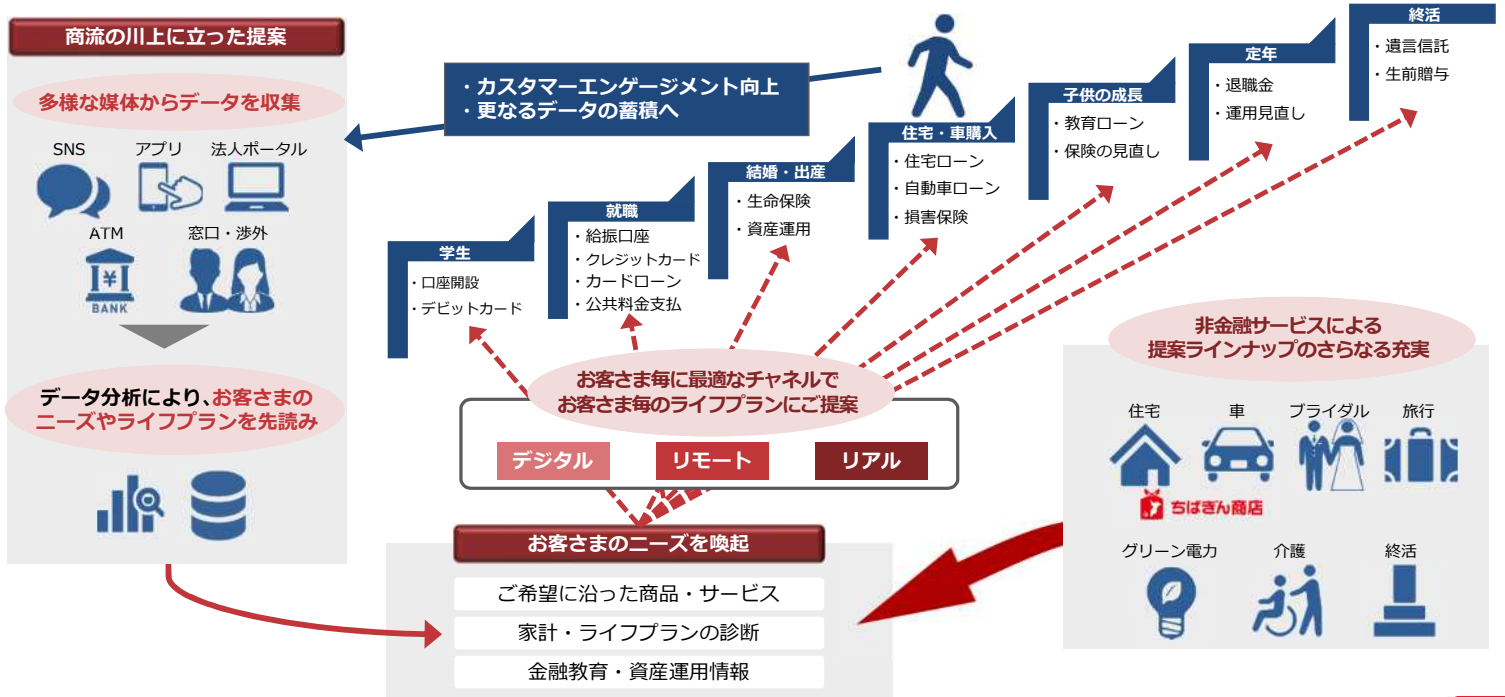 商流の川上に立った提案
多様な媒体からデータを収集
SNS
アプリ
法人ポータル
ATM
窓口・渉外
¥
BANK
データ分析により、お客さまの
ニーズやライフプランを先読み
・カスタマーエンゲージメント向上
・更なるデータの蓄積へ
学生
・口座開設
・デビットカード
就職
・給振口座
・クレジットカード
・カードローン
・公共料金支払
結婚・出産
・生命保険
・資産運用
住宅・車購入
・住宅ローン
・自動車ローン
・損害保険
子供の成長
・教育ローン
・保険の見直し
定年
・退職金
・運用見直し
終活
・遺言信託
・生前贈与
お客さま毎に最適なチャネルで
お客さま毎のライフプランにご提案
デジタル
リモート
リアル
お客さまのニーズを喚起
ご希望に沿った商品・サービス
家計・ライフプランの診断
金融教育・資産運用情報
非金融サービスによる
提案ラインナップのさらなる充実
住宅
車
ブライダル
旅行
ちばぎん商店
グリーン電力
介護
終活